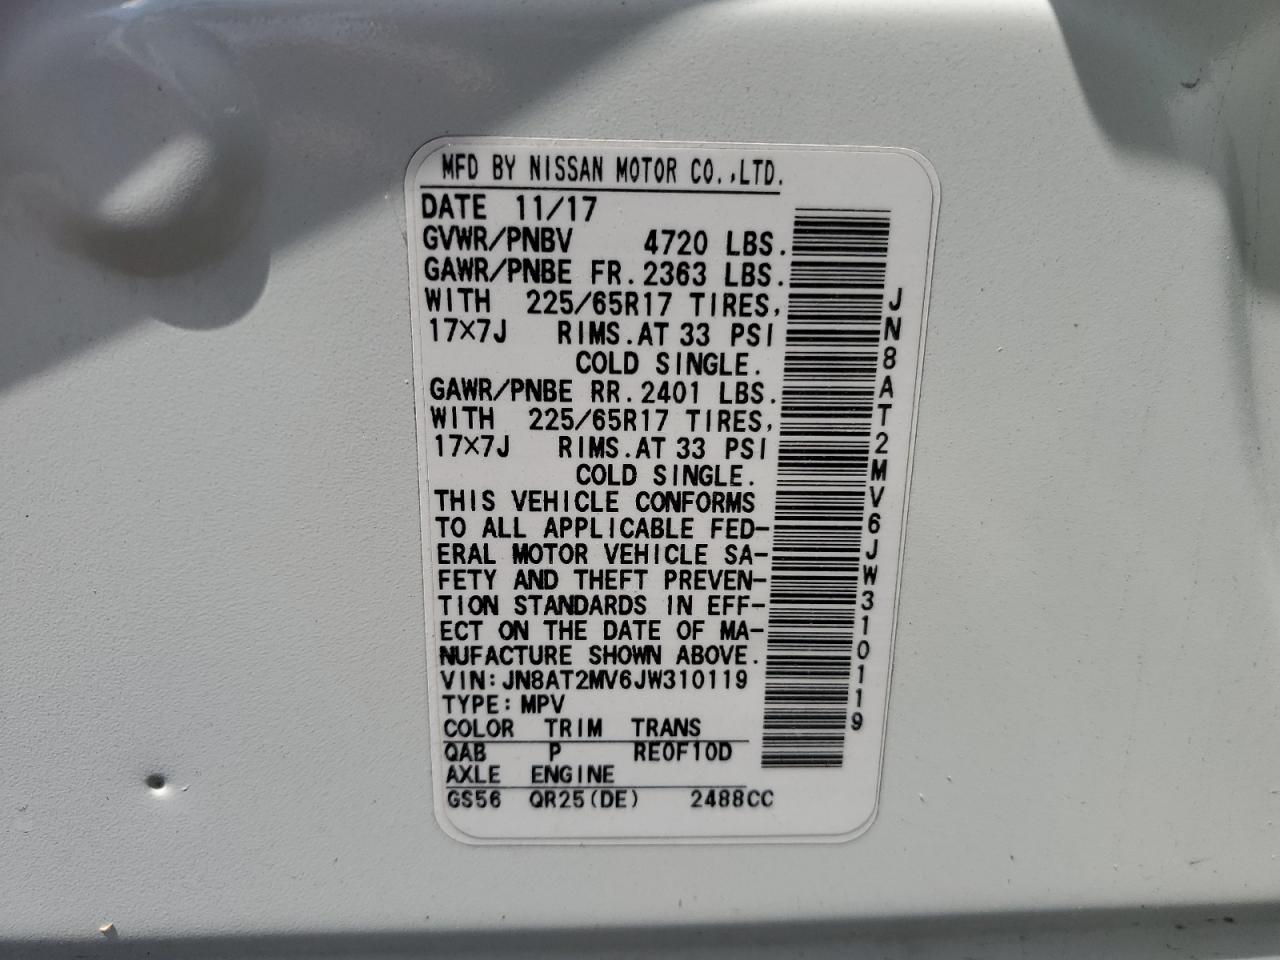 MFD BY NISSAN MOTOR CO.,LTD.
DATE 11/17
GVWR/PNBV 4720 LBS.
GAWR/PNBE FR. 2363 LBS.
WITH 225/65R17 TIRES,
17X7J RIMS.AT 33 PSI
COLD SINGLE.
GAWR/PNBE RR. 2401 LBS.
WITH 225/65R17 TIRES,
17X7J RIMS.AT 33 PSI
COLD SINGLE.
THIS VEHICLE CONFORMS
TO ALL APPLICABLE FED-
ERAL MOTOR VEHICLE SA-
FETY AND THEFT PREVEN-
TION STANDARDS IN EFF-
ECT ON THE DATE OF MA-
NUFACTURE SHOWN ABOVE.
VIN: JN8AT2MV6JW310119
TYPE: MPV
COLOR TRIM TRANS
QAB P RE0F10D
AXLE ENGINE
GS56 QR25(DE) 2488CC
JN8AT2MV6JW310119